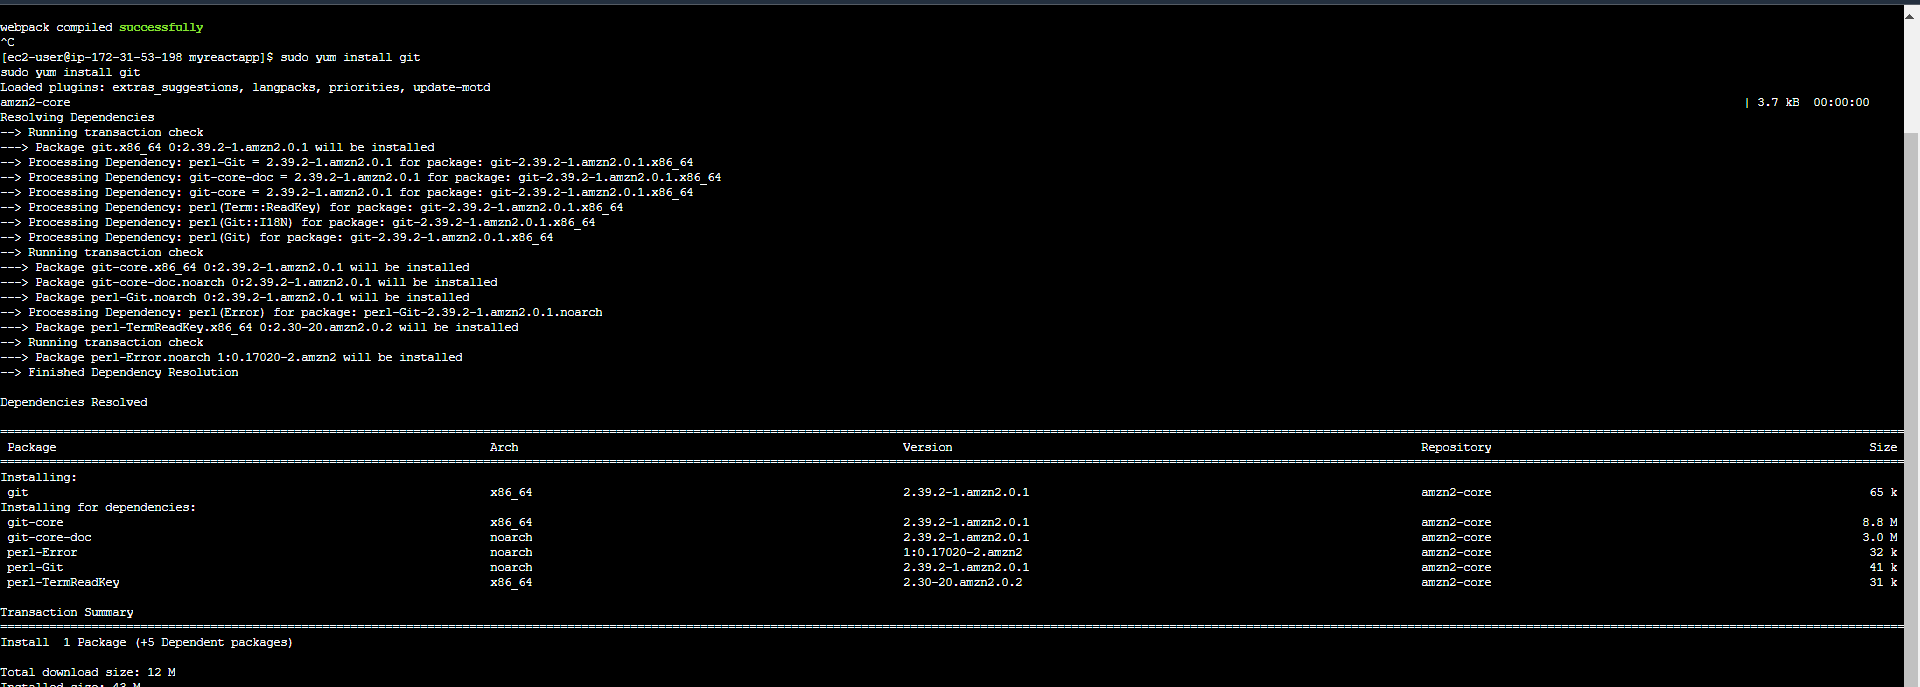 webpack compiled successfully
^C
[ec2-user@ip-172-31-53-198 myreactapp]$ sudo yum install git
sudo yum install git
Loaded plugins: extras_suggestions, langpacks, priorities, update-motd
amzn2-core | 3.7 kB 00:00:00
Resolving Dependencies
--> Running transaction check
---> Package git.x86_64 0:2.39.2-1.amzn2.0.1 will be installed
--> Processing Dependency: perl-Git = 2.39.2-1.amzn2.0.1 for package: git-2.39.2-1.amzn2.0.1.x86_64
--> Processing Dependency: git-core-doc = 2.39.2-1.amzn2.0.1 for package: git-2.39.2-1.amzn2.0.1.x86_64
--> Processing Dependency: git-core = 2.39.2-1.amzn2.0.1 for package: git-2.39.2-1.amzn2.0.1.x86_64
--> Processing Dependency: perl(Term::ReadKey) for package: git-2.39.2-1.amzn2.0.1.x86_64
--> Processing Dependency: perl(Git::I18N) for package: git-2.39.2-1.amzn2.0.1.x86_64
--> Processing Dependency: perl(Git) for package: git-2.39.2-1.amzn2.0.1.x86_64
--> Running transaction check
---> Package git-core.x86_64 0:2.39.2-1.amzn2.0.1 will be installed
---> Package git-core-doc.noarch 0:2.39.2-1.amzn2.0.1 will be installed
---> Package perl-Git.noarch 0:2.39.2-1.amzn2.0.1 will be installed
--> Processing Dependency: perl(Error) for package: perl-Git-2.39.2-1.amzn2.0.1.noarch
---> Package perl-TermReadKey.x86_64 0:2.30-20.amzn2.0.2 will be installed
--> Running transaction check
---> Package perl-Error.noarch 1:0.17020-2.amzn2 will be installed
--> Finished Dependency Resolution
Dependencies Resolved
Package Arch Version Repository Size
Installing:
git x86_64 2.39.2-1.amzn2.0.1 amzn2-core 65 k
Installing for dependencies:
git-core x86_64 2.39.2-1.amzn2.0.1 amzn2-core 8.8 M
git-core-doc noarch 2.39.2-1.amzn2.0.1 amzn2-core 3.0 M
perl-Error noarch 1:0.17020-2.amzn2 amzn2-core 32 k
perl-Git noarch 2.39.2-1.amzn2.0.1 amzn2-core 41 k
perl-TermReadKey x86_64 2.30-20.amzn2.0.2 amzn2-core 31 k
Transaction Summary
Install 1 Package (+5 Dependent packages)
Total download size: 12 M
Installed size: 43 M